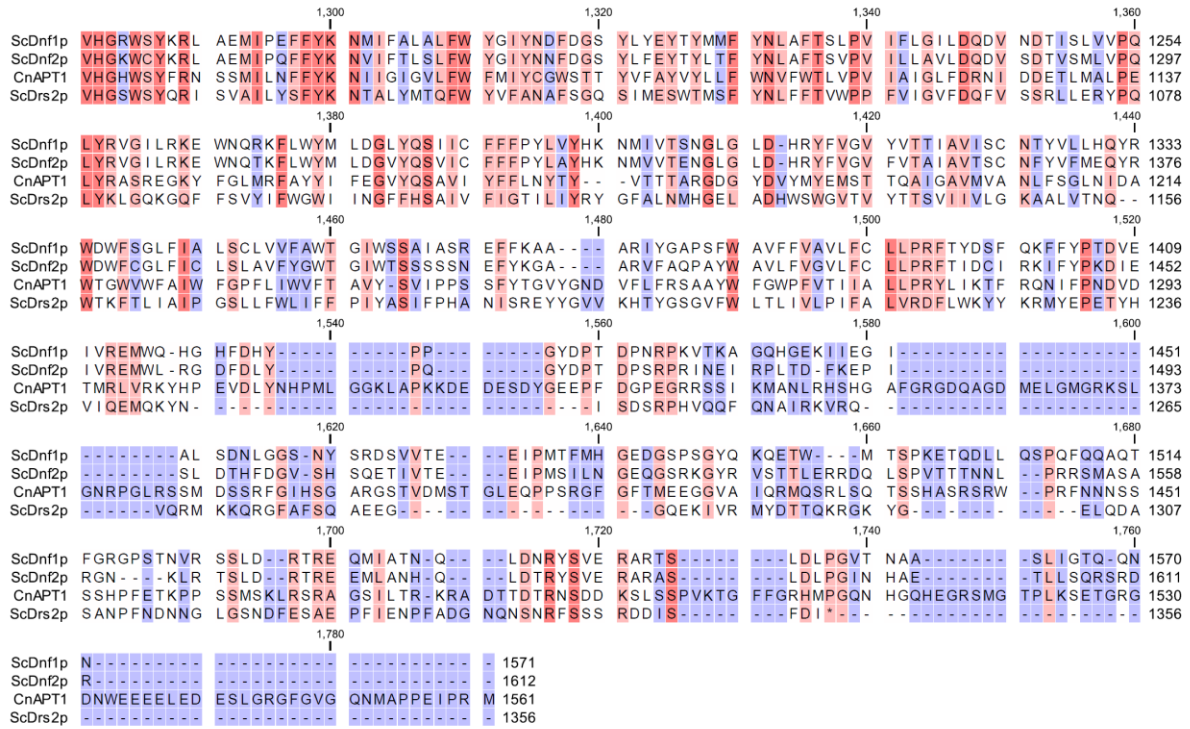 1,300 1,320 1,340 1,360
ScDnf1p VHGRWSYKRL AEMIPEFFYK NMIFALALFW YGIYNDFDGS YLYEYTYMMF YNLAFTSLPV IFLGILDQDV NDTISLVVPQ 1254
ScDnf2p VHGKWCYKRL AEMIPEFFYK NVIFTLSLFW YGIYNNFDGS YLFEYTYLTF YNLAFTSVPV ILLAVLDQDV NDTVSMLVPQ 1297
CnAPT1 VHGHWSYFRN SSMILNFFYK NIIGIGVLFW FMIYCGWSTT YVFAYVYLLF WNVFWTLVPV IAIGLFDRNI DDETLMALPE 1137
ScDrs2p VHGSWSYQRI SVAILYSFYK NTALYMTQFW YVFANAFSGQ SIMESWTMSF YNLFFTVWPP FVIGVFDQFV SSRLLERYPQ 1078
1,380 1,400 1,420 1,440
ScDnf1p LYRVGILRKE WNQRKFLWYM LDGLYQSIIC FFFPYLVYHK NMIVTSNGLG LD-HRYFVGV YVTTIAVISC NTYVLLHQYR 1333
ScDnf2p LYRVGILRKE WNQTKFLWYM LDGVYQSVIC FFFPYLAYHK NMVVTENGLG LD-HRYFVGV FVTAIAVTSC NFYVFMEQYR 1376
CnAPT1 LYRASREGKY FGLMRFAYYI FEGVYQSAVI YFFLNYTY-- -VTTTARGDG YDVYMYEMST TQAIGAVMVA NLFSGLNIDA 1214
ScDrs2p LYKLGQKGQF FSVYIFWGWI INGFFHSAIV FIGTILIYRY GFALNMHGEL ADHWSWGVTV YTTSVIIVLG KAALVTNQ-- 1156
1,460 1,480 1,500 1,520
ScDnf1p WDWFSGLFIA LSCLVVFAWT GIWSSAIASR EFFKAA---- ARIYGAPSFW AVFFVAVLFC LLPRFTYDSF QKFFYPTDVE 1409
ScDnf2p WDWFCGLFIC LSLAVFYGWT GIWTSSSSSN EFYKGA---- ARVFAQPAYW AVLFVGVLFC LLPRFTIDCI RKIFYPKDIE 1452
CnAPT1 WTGWVWFAIW FGPFLIWVFT AVY-SVIPPS SFYTGVYGND VFLFRSAAYW FGWPFVTIIA LLPRYLIKTF RQNIFPNDVD 1293
ScDrs2p WTKFTLIAIP GSLLFWLIFF PIYASIFPHA NISREYYGVV KHTYGSGVFW LTLIVLPIFA LVRDFLWKYY KRMYEPETYH 1236
1,540 1,560 1,580 1,600
ScDnf1p IVREMWQ-HG HFDHY----- -----PP--- ------GYDPT DPNRPKVTKA GQHGEKIIEG I--------- ---------- 1451
ScDnf2p IVREMWL-RG DFDLY----- -----PQ--- ------GYDPT DPSRPRINEI RPLTD-FKEP I--------- ---------- 1493
CnAPT1 TMRLVRKYHP EVDLYNHPML GGKLAPKKDE DESDYGEEPF DGPEGRRSSI KMANLRHSHG AFGRGDQAGD MELGMGRKSL 1373
ScDrs2p VIQEMQKYN- ---------- ---------- ---------I SDSRPHVQQF QNAIRKVRQ- ---------- ---------- 1265
1,620 1,640 1,660 1,680
ScDnf1p --------AL SDNLGGS-NY SRDSVVTE-- --EIPMTFMH GEDGSPSGYQ KQETW----M TSPKETQDLL QSPQFQQAQT 1514
ScDnf2p --------SL DTHFDGV-SH SQETIVTE-- --EIPMSILN GEQGSRKGYR VSTTLERRDQ LSPVTTTNNL --PRRSMASA 1558
CnAPT1 GNRPGLRSSM DSSRFGIHSG ARGSTVDMST GLEQPPSRGF GFTMEEGGVA IQRMQSRLSQ TSSHASRSRW --PRFNNNSS 1451
ScDrs2p ------VQRM KKQRGFAFSQ AEEG------ ---------- --GQEKIVR MYDTTQKRGK YG-------- ----ELQDA 1307
1,700 1,720 1,740 1,760
ScDnf1p FGRGPSTNVR SSLD--RTRE QMIATN-Q-- ---LDNRYSVE RARTS----- ----LDLPGVT NAA------- --SLIGTQ-QN 1570
ScDnf2p RGN----KLR TSLD--RTRE EMLANH-Q-- ---LDTRYSVE RARAS----- ----LDLPGIN HAE------- --TLLSQRSRD 1611
CnAPT1 SSHPFETKPP SSMSKLRSRA GSILTR-KRA DTTDTRNSDD KSLSSPVKTG FFGRHMPGQN HGQHEGRSMG TPLKSETGRG 1530
ScDrs2p SANPFNDNNG LGSNDFESAE PFIENPFADG NQNSNRFSSS RDDIS----- ----FDI*--- ---------- ---------- 1356
1,780
ScDnf1p N--------- ---------- ---------- - 1571
ScDnf2p R--------- ---------- ---------- - 1612
CnAPT1 DNWEEEELED ESLGRGFGVG QNMAPPEIPR M 1561
ScDrs2p ---------- ---------- ---------- - 1356